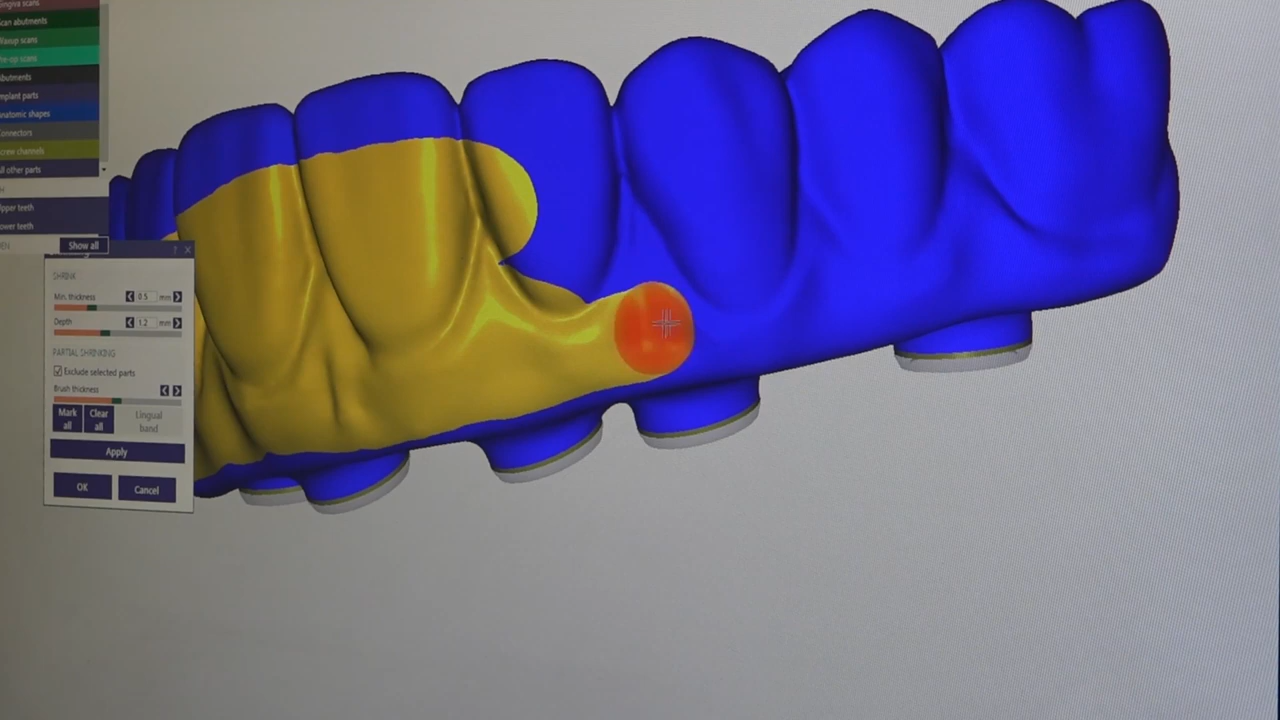 Gingiva scans
Scan abutments
Waxup scans
Pre-op scans
Abutments
Implant parts
Anatomic shapes
Connectors
Screw channels
All other parts
Upper teeth
Lower teeth
Show all
? X
SHRINK
Min. thickness 0.5 mm
Depth 1.2 mm
PARTIAL SHRINKING
Exclude selected parts
Brush thickness
Mark all
Clear all
Lingual band
Apply
OK
Cancel